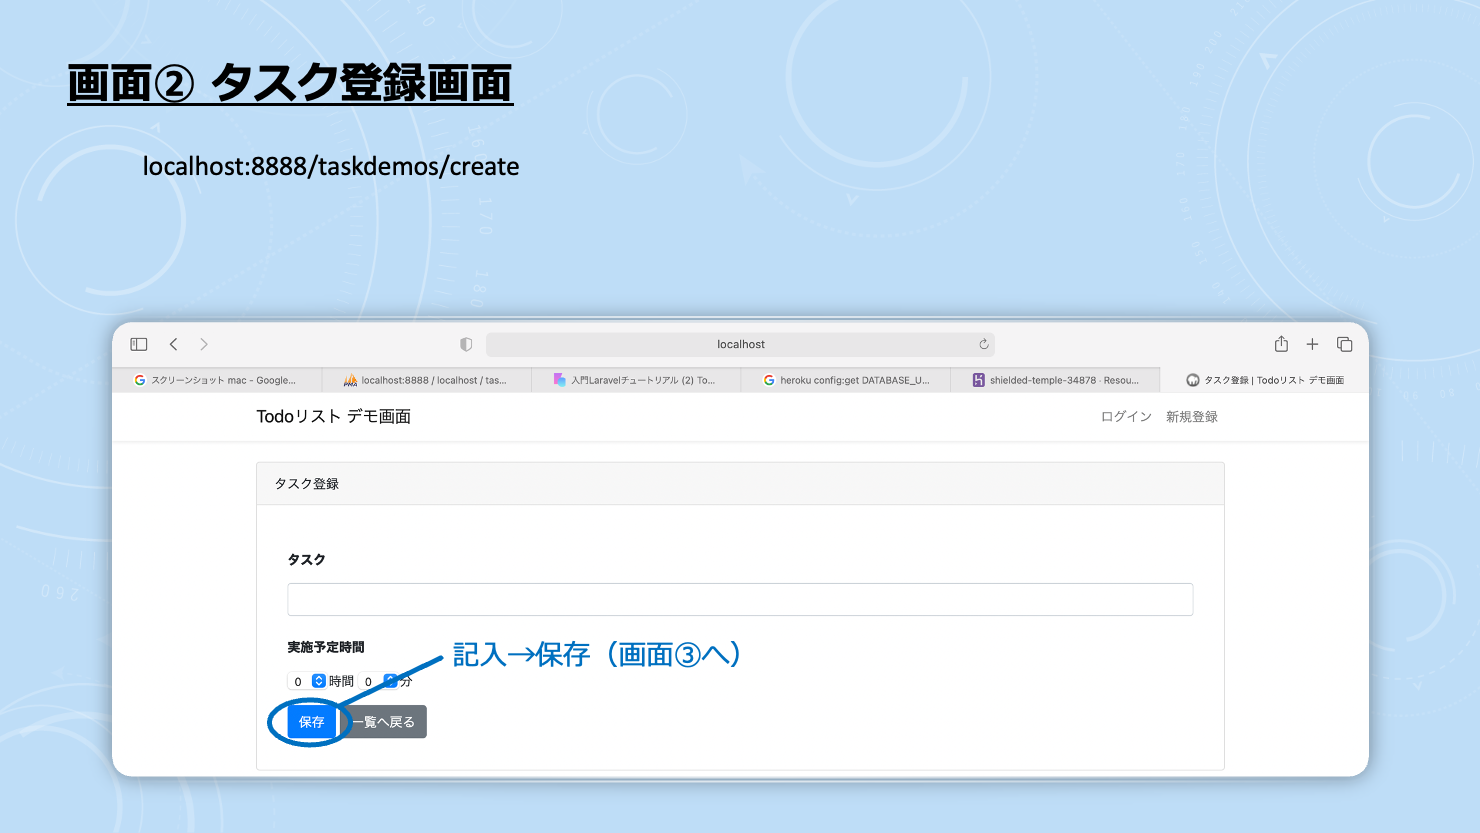 画面② タスク登録画面
localhost:8888/taskdemos/create
localhost
スクリーンショット mac - Google...
localhost:8888 / localhost / tas...
入門Laravelチュートリアル (2) To...
heroku config:get DATABASE_U...
shielded-temple-34878 · Resou...
タスク登録 | Todoリスト デモ画面
Todoリスト デモ画面
ログイン 新規登録
タスク登録
タスク
実施予定時間
記入→保存（画面③へ）
0 時間 0 分
保存 一覧へ戻る